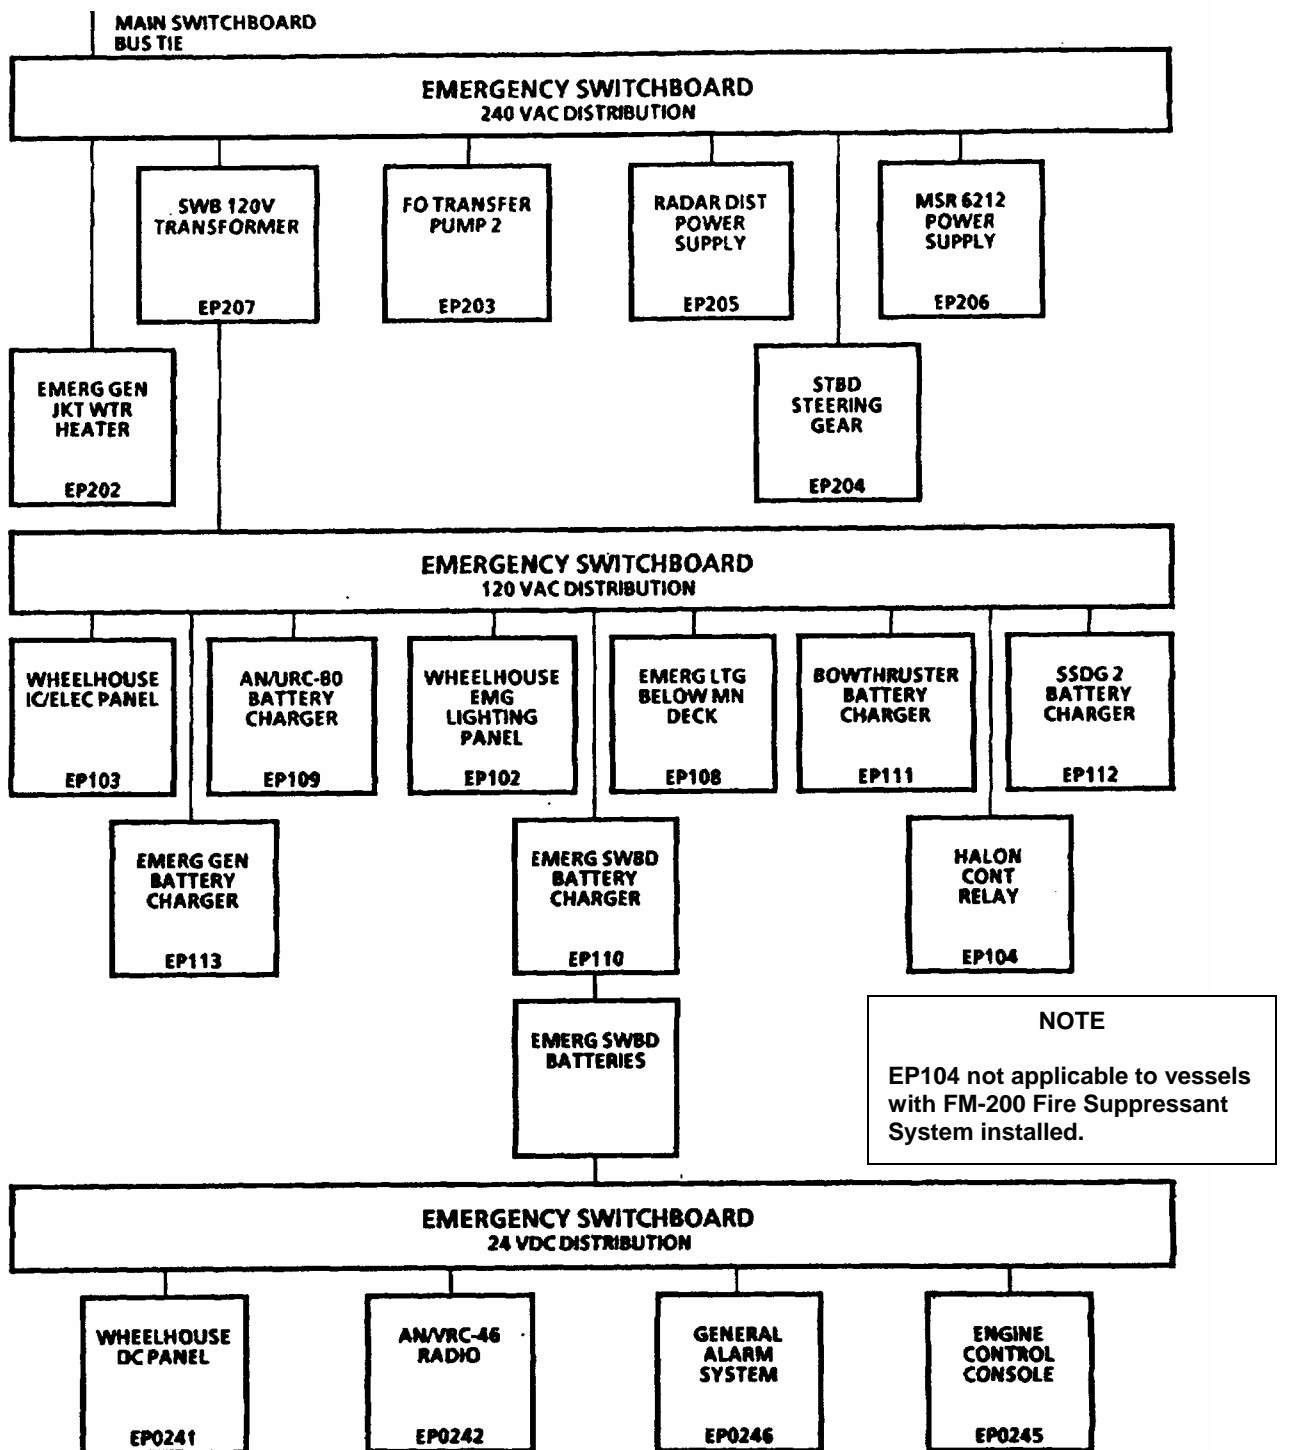 MAIN SWITCHBOARD
BUS TIE
EMERGENCY SWITCHBOARD
240 VAC DISTRIBUTION
SWB 120V
TRANSFORMER
EP207
FO TRANSFER
PUMP 2
EP203
RADAR DIST
POWER
SUPPLY
EP205
MSR 6212
POWER
SUPPLY
EP206
EMERG GEN
JKT WTR
HEATER
EP202
STBD
STEERING
GEAR
EP204
EMERGENCY SWITCHBOARD
120 VAC DISTRIBUTION
WHEELHOUSE
IC/ELEC PANEL
EP103
AN/URC-80
BATTERY
CHARGER
EP109
WHEELHOUSE
EMG
LIGHTING
PANEL
EP102
EMERG LTG
BELOW MN
DECK
EP108
BOWTHRUSTER
BATTERY
CHARGER
EP111
SSDG 2
BATTERY
CHARGER
EP112
EMERG GEN
BATTERY
CHARGER
EP113
EMERG SWBD
BATTERY
CHARGER
EP110
HALON
CONT
RELAY
EP104
EMERG SWBD
BATTERIES
NOTE
EP104 not applicable to vessels
with FM-200 Fire Suppressant
System installed.
EMERGENCY SWITCHBOARD
24 VDC DISTRIBUTION
WHEELHOUSE
DC PANEL
EP0241
AN/VRC-46
RADIO
EP0242
GENERAL
ALARM
SYSTEM
EP0246
ENGINE
CONTROL
CONSOLE
EP0245